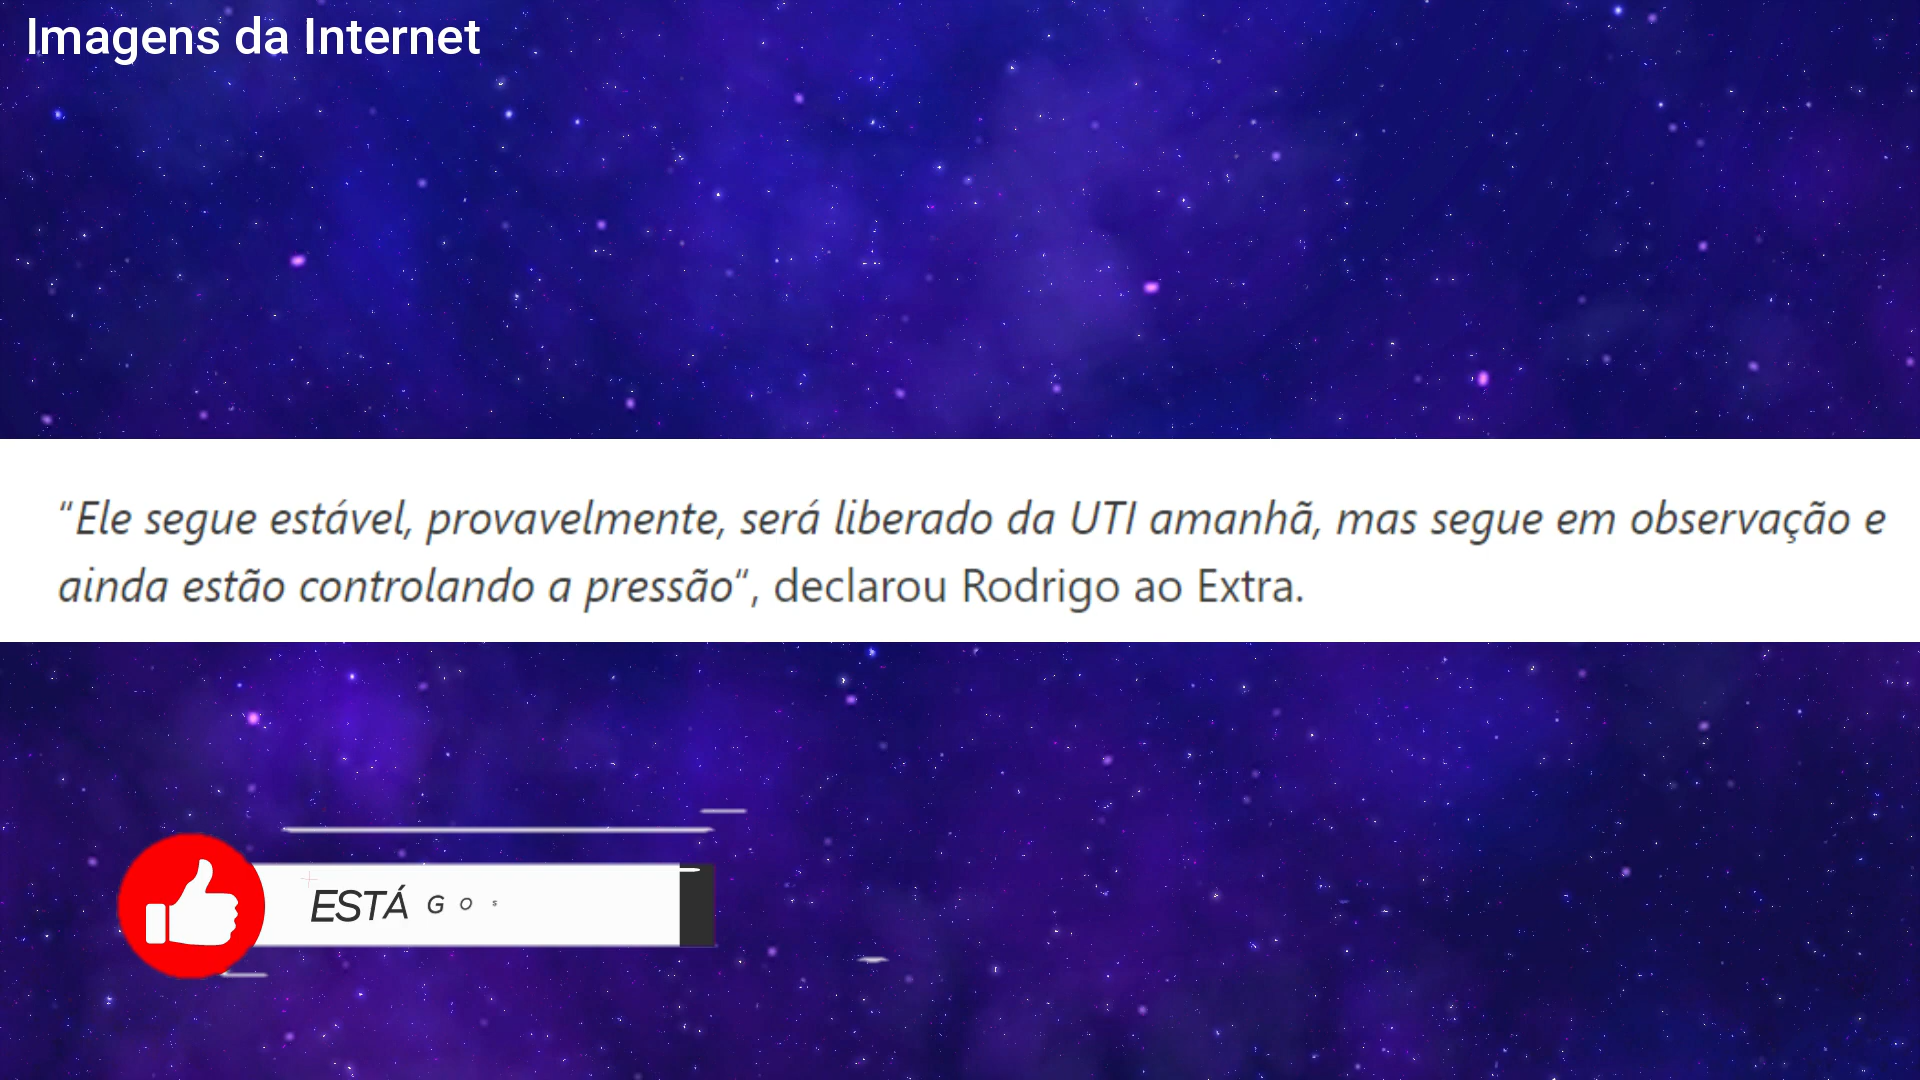 Imagens da Internet
“Ele segue estável, provavelmente, será liberado da UTI amanhã, mas segue em observação e
ainda estão controlando a pressão“, declarou Rodrigo ao Extra.
ESTÁ GOS